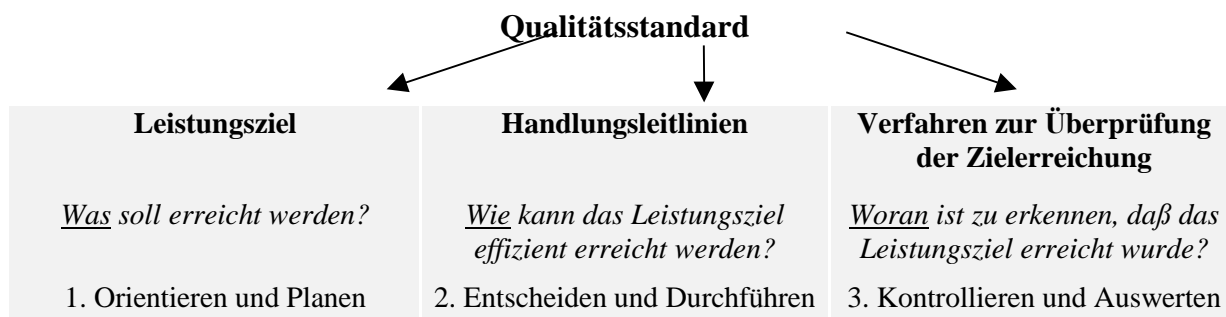 Qualitätsstandard
Leistungsziel
Was soll erreicht werden?
1. Orientieren und Planen
Handlungsleitlinien
Wie kann das Leistungsziel
effizient erreicht werden?
2. Entscheiden und Durchführen
Verfahren zur Überprüfung
der Zielerreichung
Woran ist zu erkennen, daß das
Leistungsziel erreicht wurde?
3. Kontrollieren und Auswerten